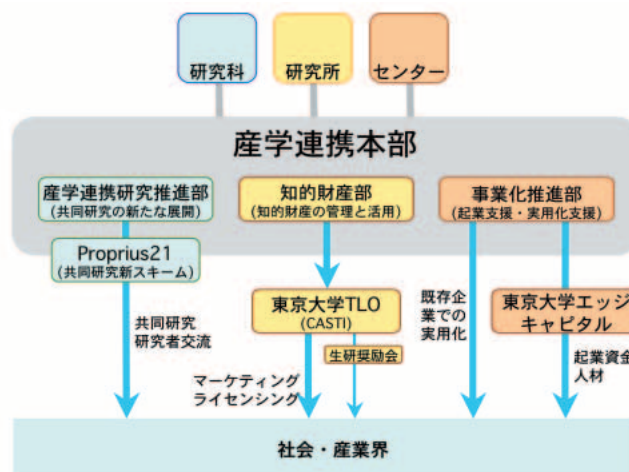 研究科
研究所
センター
産学連携本部
産学連携研究推進部
(共同研究の新たな展開)
知的財産部
(知的財産の管理と活用)
事業化推進部
(起業支援・実用化支援)
Proprius21
(共同研究新スキーム)
共同研究
研究者交流
東京大学TLO
(CASTI)
生研奨励会
マーケティング
ライセンシング
既存企
業での
実用化
東京大学エッジ
キャピタル
起業資金
人材
社会・産業界